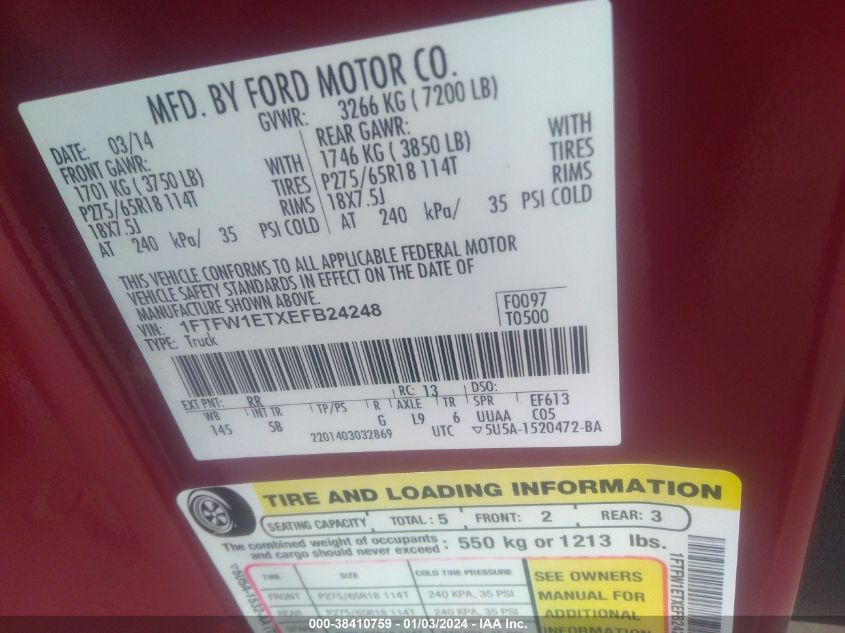 MFD. BY FORD MOTOR CO.
DATE: 03/14 GVWR: 3266 KG ( 7200 LB)
FRONT GAWR: REAR GAWR:
1701 KG ( 3750 LB) WITH 1746 KG ( 3850 LB) WITH
P275/65R18 114T TIRES P275/65R18 114T TIRES
18X7.5J RIMS 18X7.5J RIMS
AT 240 kPa/ 35 PSI COLD AT 240 kPa/ 35 PSI COLD
THIS VEHICLE CONFORMS TO ALL APPLICABLE FEDERAL MOTOR
VEHICLE SAFETY STANDARDS IN EFFECT ON THE DATE OF
MANUFACTURE SHOWN ABOVE.
VIN: 1FTFW1ETXEFB24248 F0097
TYPE: Truck T0500
EXT PNT: RR RC: 13 DSO:
WB INT TR TP/PS R AXLE TR SPR EF613
145 5B G L9 6 UUAA C05
2201403032869 UTC ▽5U5A-1520472-BA
TIRE AND LOADING INFORMATION
SEATING CAPACITY TOTAL: 5 FRONT: 2 REAR: 3
The combined weight of occupants
and cargo should never exceed : 550 kg or 1213 lbs.
TIRE SIZE COLD TIRE PRESSURE
FRONT P275/65R18 114T 240 KPA, 35 PSI
REAR P275/65R18 114T 240 KPA, 35 PSI
SEE OWNERS
MANUAL FOR
ADDITIONAL
INFORMATION
000-38410759 - 01/03/2024 - IAA Inc.